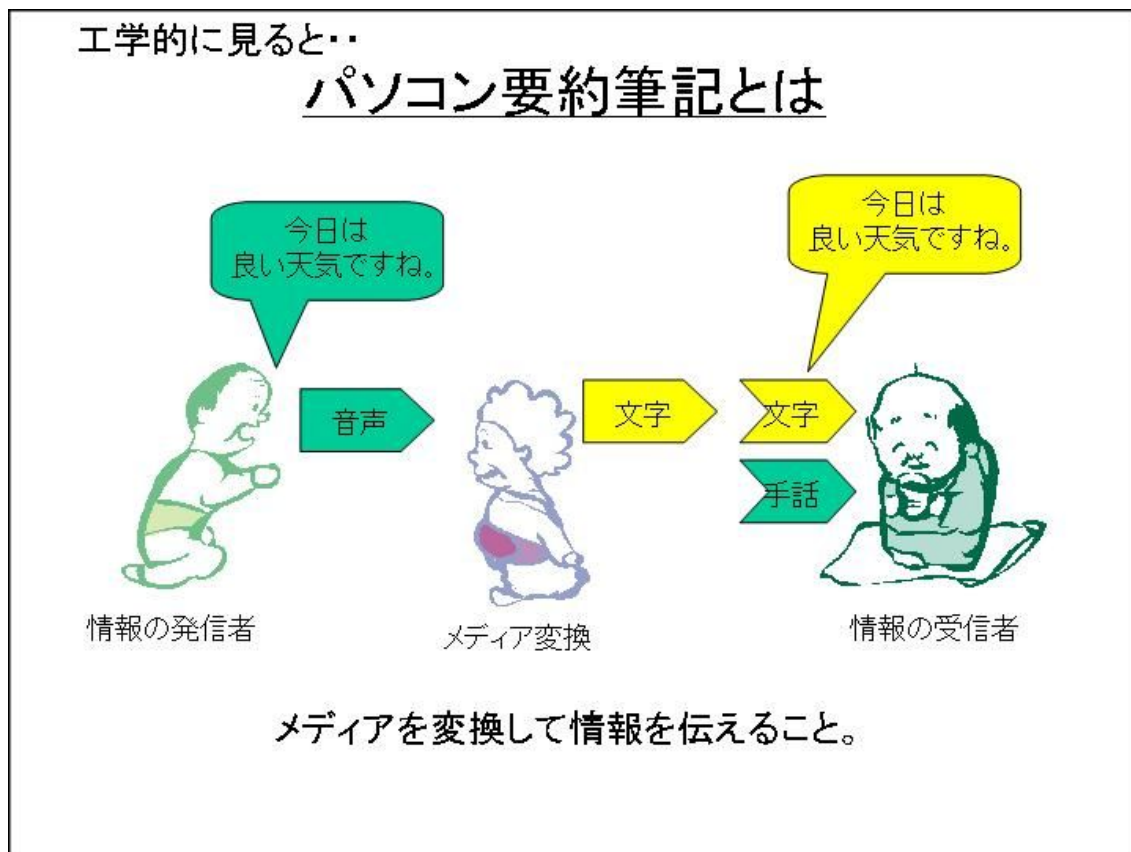 工学的に見ると・・
パソコン要約筆記とは
今日は
良い天気ですね。
今日は
良い天気ですね。
音声
文字
文字
手話
情報の発信者
メディア変換
情報の受信者
メディアを変換して情報を伝えること。